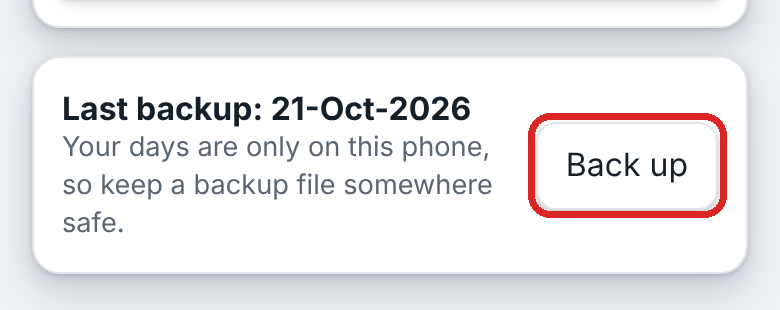 Last backup: 21-Oct-2026
Your days are only on this phone,
so keep a backup file somewhere
safe.
Back up